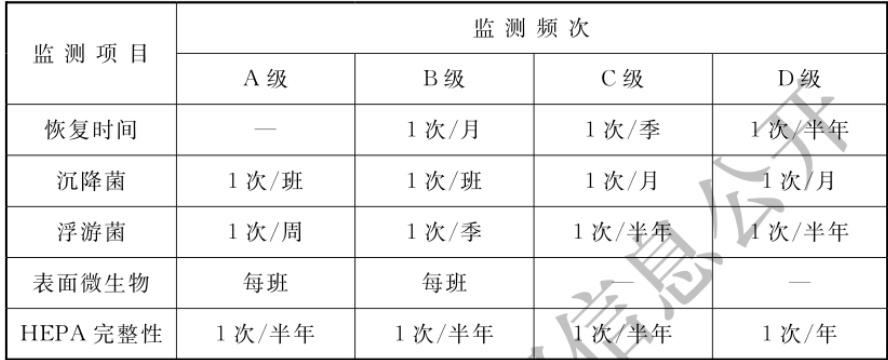 监测项目 监测频次
A级 B级 C级 D级
恢复时间 — 1次/月 1次/季 1次/半年
沉降菌 1次/班 1次/班 1次/月 1次/月
浮游菌 1次/周 1次/季 1次/半年 1次/半年
表面微生物 每班 每班 — —
HEPA完整性 1次/半年 1次/半年 1次/半年 1次/年
信息公开